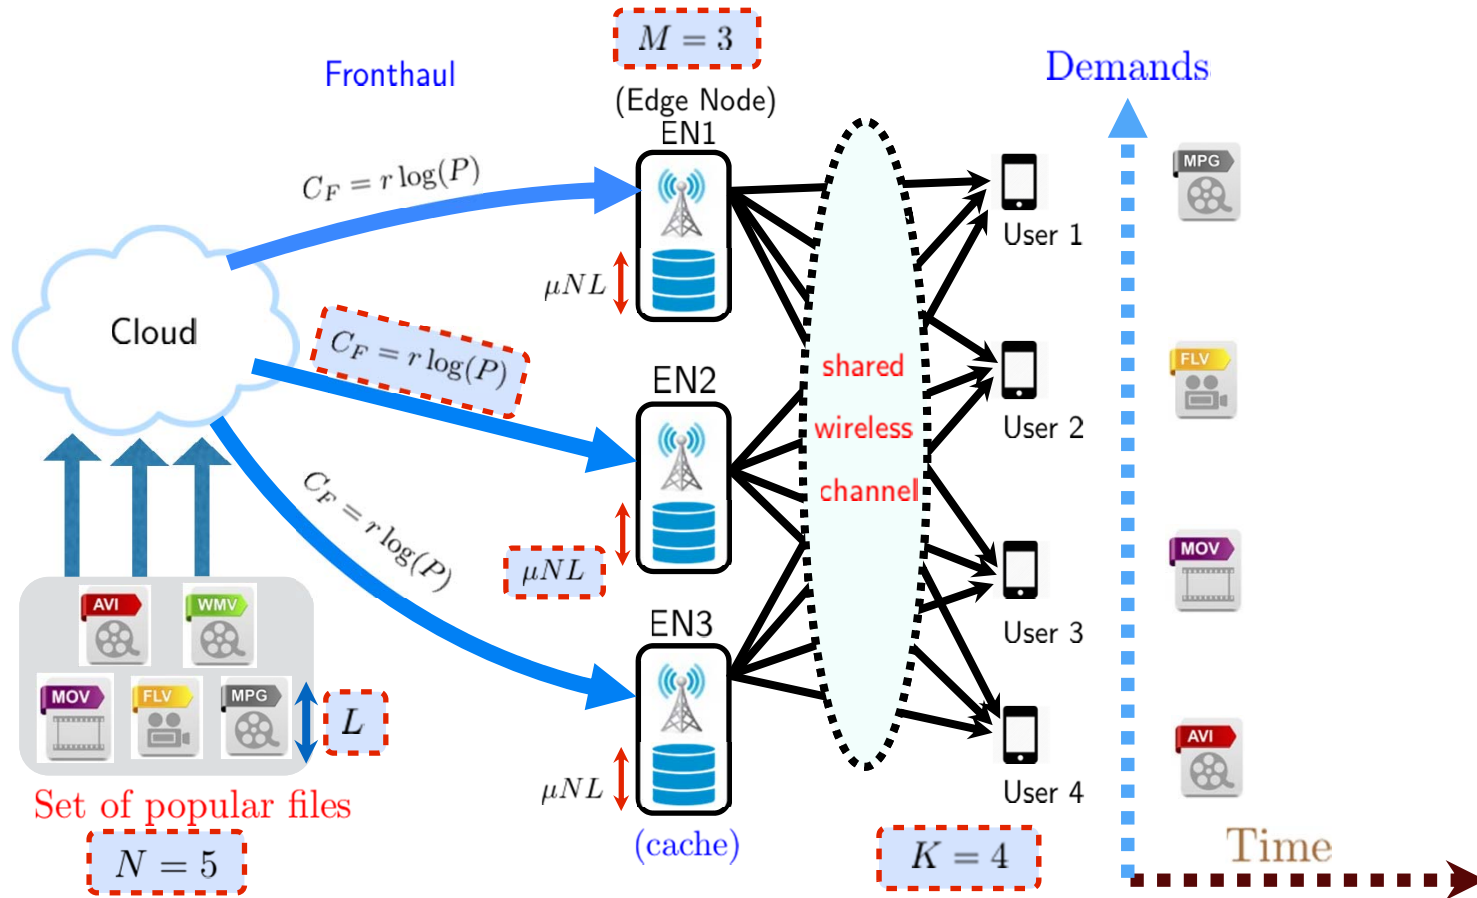 M = 3
Fronthaul
Demands
(Edge Node)
EN1
C_F = r log(P)
MPG
User 1
μNL
Cloud
C_F = r log(P)
EN2
shared
wireless
channel
FLV
User 2
C_F = r log(P)
μNL
MOV
EN3
User 3
AVI
WMV
MOV
FLV
MPG
L
AVI
μNL
User 4
Set of popular files
(cache)
N = 5
K = 4
Time